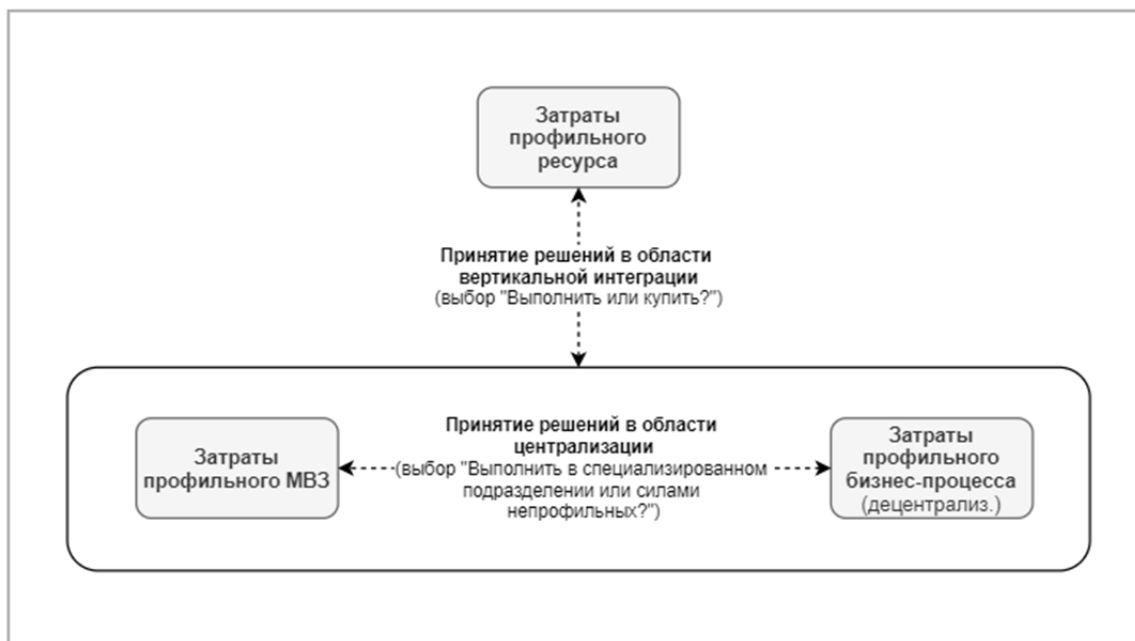 Затраты
профильного
ресурса
Принятие решений в области
вертикальной интеграции
(выбор "Выполнить или купить?")
Затраты
профильного МВЗ
Принятие решений в области
централизации
(выбор "Выполнить в специализированном
подразделении или силами
непрофильных?")
Затраты
профильного
бизнес-процесса
(децентрализ.)